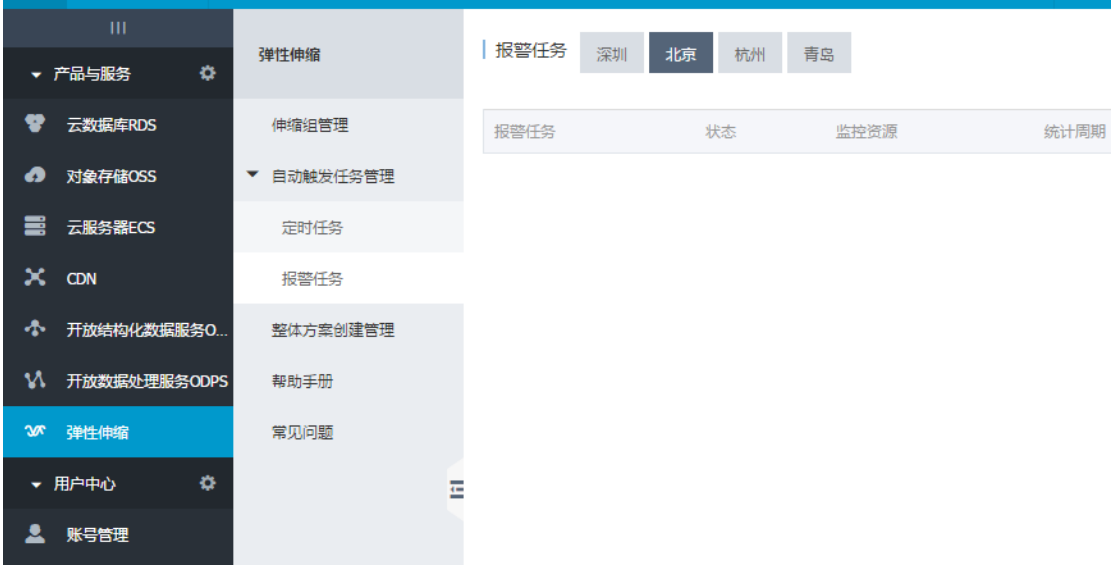 产品与服务
云数据库RDS
对象存储OSS
云服务器ECS
CDN
开放结构化数据服务O...
开放数据处理服务ODPS
弹性伸缩
用户中心
账号管理
弹性伸缩
伸缩组管理
自动触发任务管理
定时任务
报警任务
整体方案创建管理
帮助手册
常见问题
报警任务 深圳 北京 杭州 青岛
报警任务 状态 监控资源 统计周期